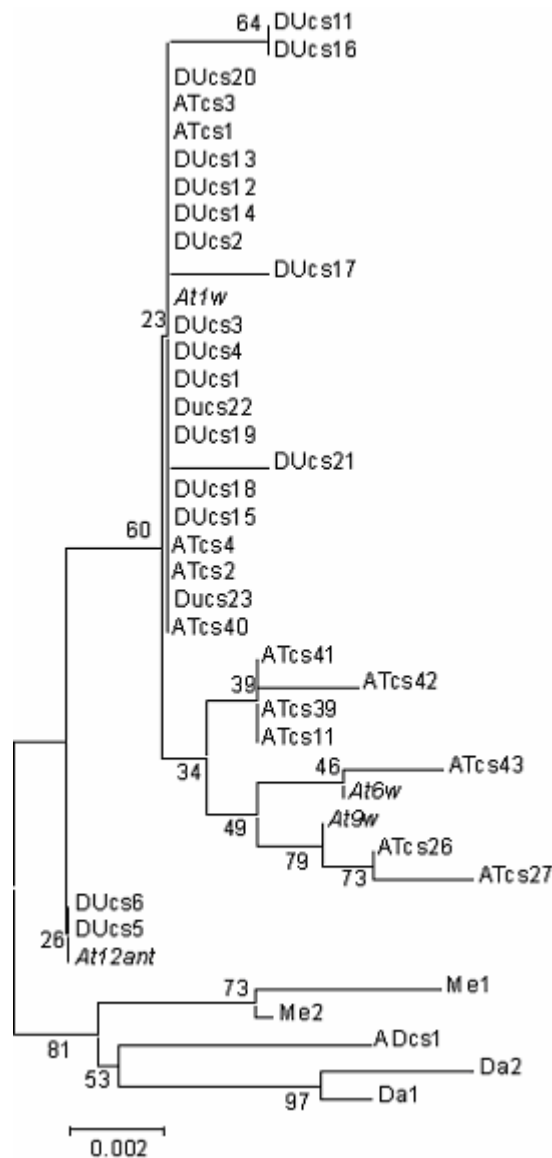 64
DUcs11
DUcs16
DUcs20
ATcs3
ATcs1
DUcs13
DUcs12
DUcs14
DUcs2
DUcs17
At1w
23
DUcs3
DUcs4
DUcs1
Ducs22
DUcs19
DUcs21
DUcs18
DUcs15
60
ATcs4
ATcs2
Ducs23
ATcs40
ATcs41
39
ATcs42
ATcs39
ATcs11
34
46
ATcs43
At6w
49
At9w
79
ATcs26
73
ATcs27
DUcs6
DUcs5
26
At12ant
73
Me1
Me2
81
ADcs1
53
Da2
97
Da1
0.002